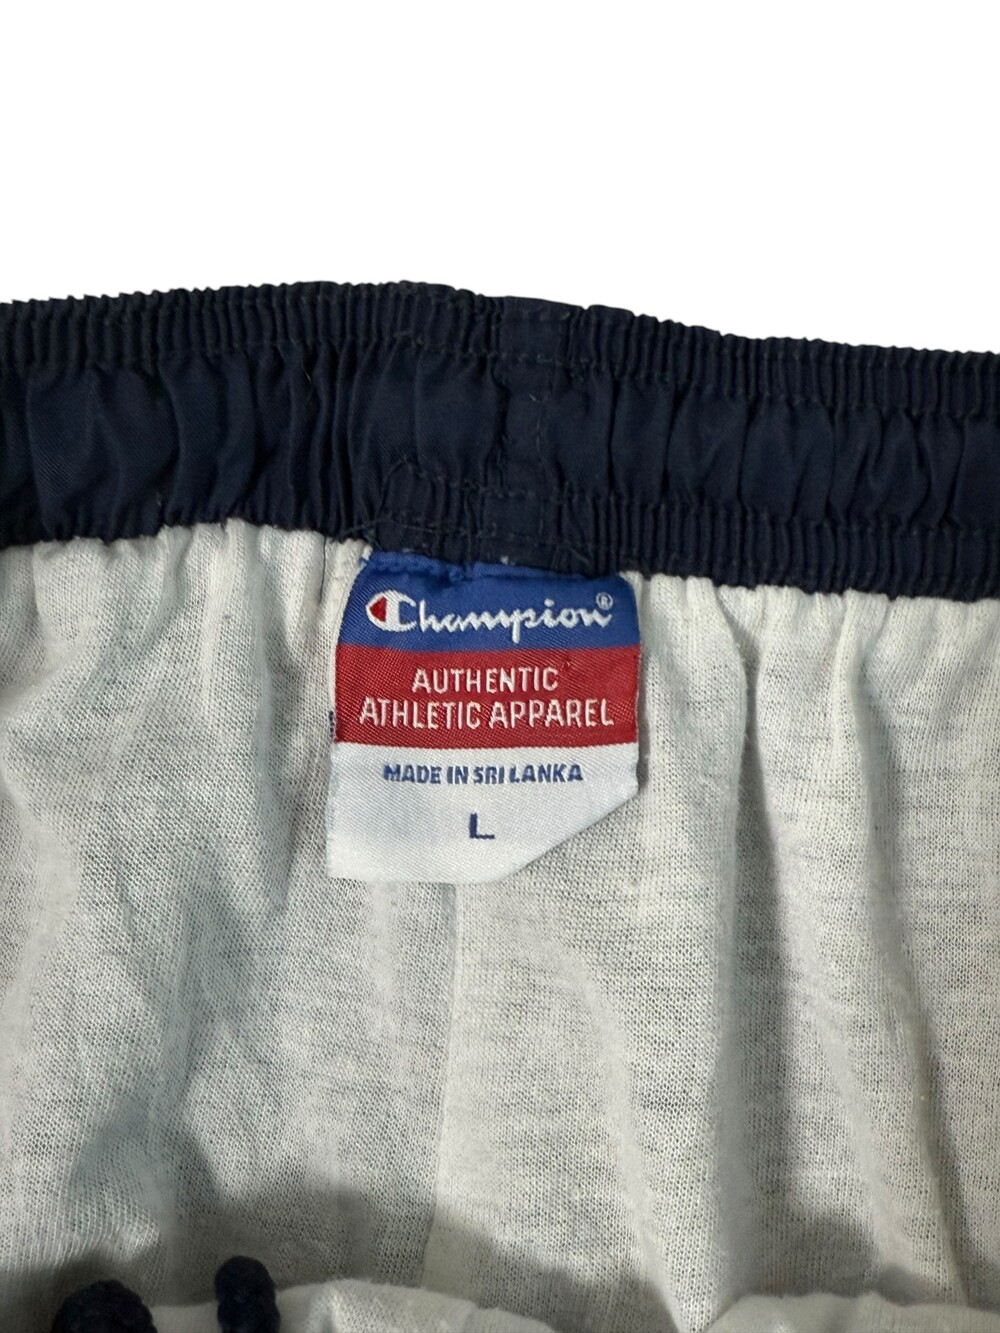 Champion®
AUTHENTIC
ATHLETIC APPAREL
MADE IN SRI LANKA
L